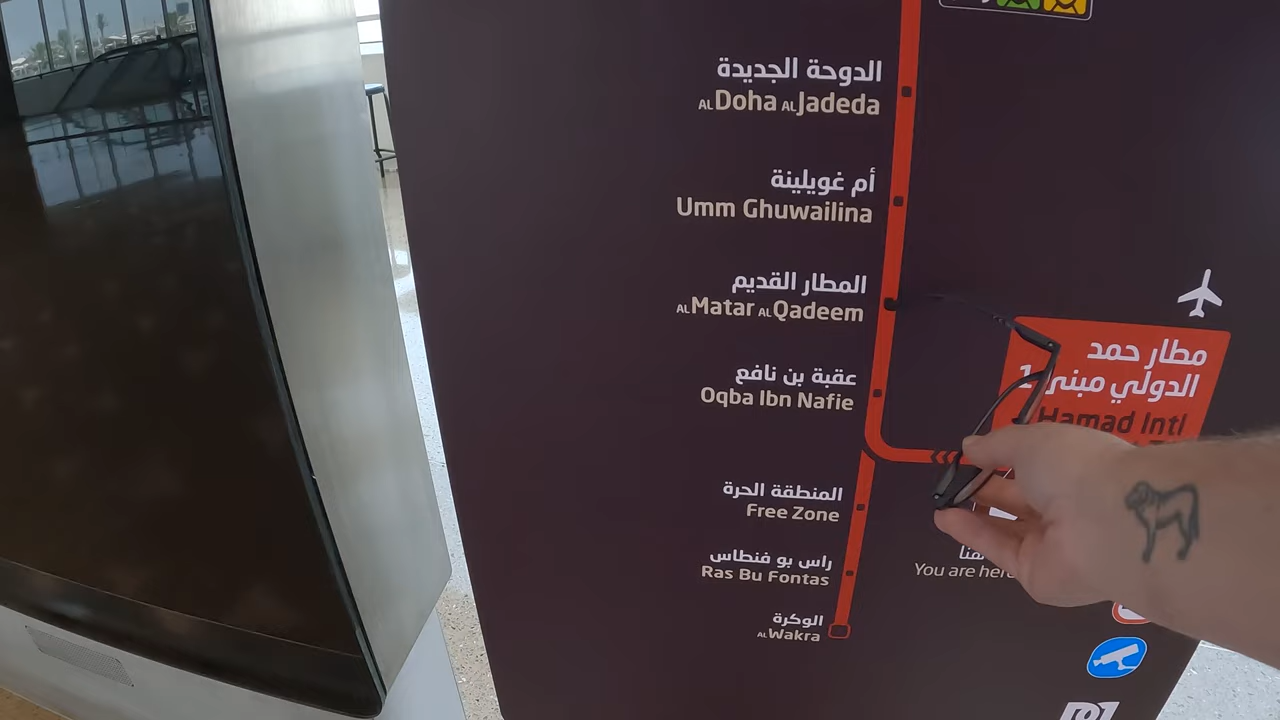 الدوحة الجديدة
AL Doha AL Jadeda
أم غويلينة
Umm Ghuwailina
المطار القديم
AL Matar AL Qadeem
عقبة بن نافع
Oqba Ibn Nafie
مطار حمد
الدولي مبنى 1
Hamad Intl
المنطقة الحرة
Free Zone
راس بو فنطاس
Ras Bu Fontas
You are here
الوكرة
AL Wakra